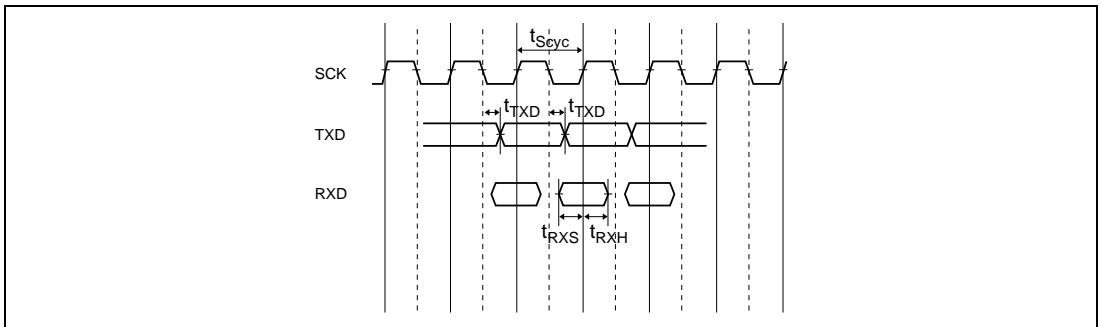 tScyc
SCK
tTXD tTXD
TXD
RXD
tRXS tRXH